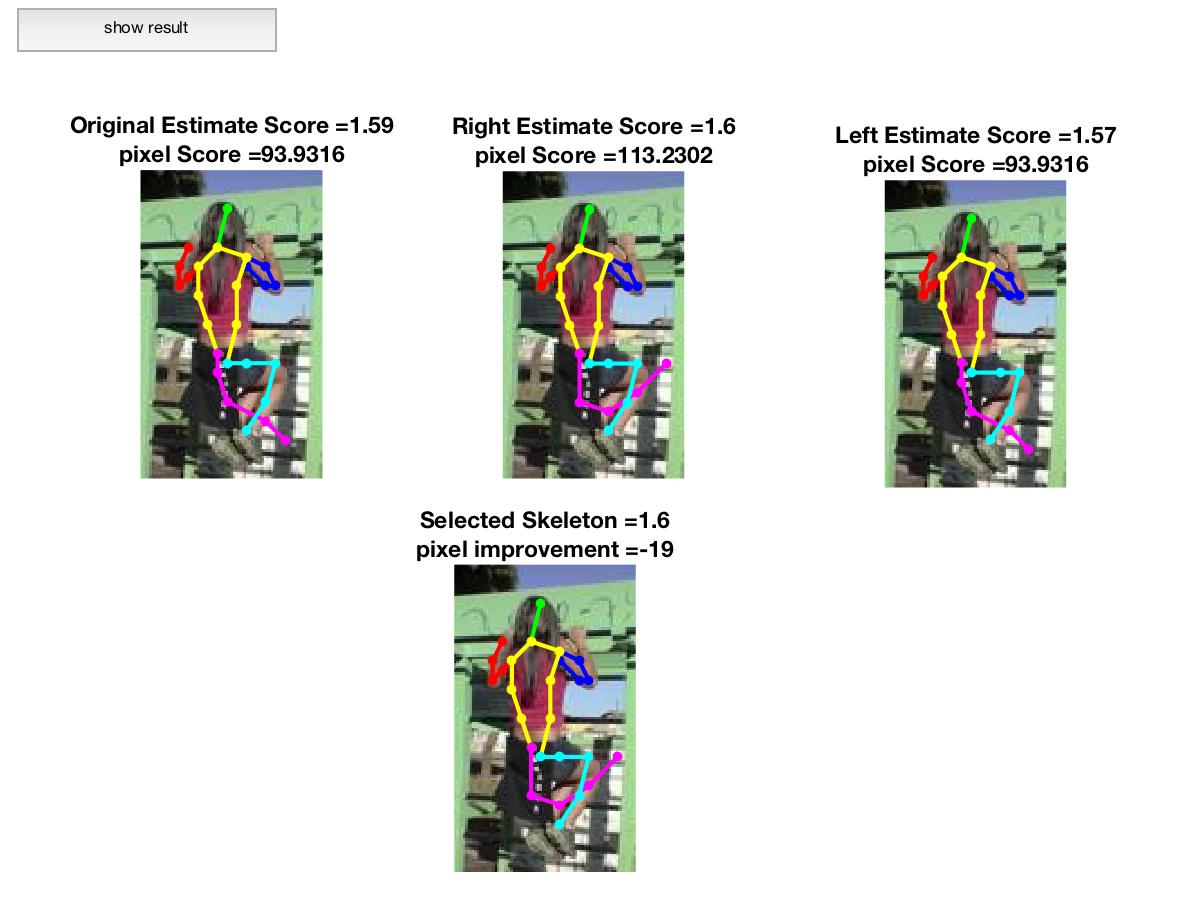 show result
Original Estimate Score =1.59
pixel Score =93.9316
Right Estimate Score =1.6
pixel Score =113.2302
Left Estimate Score =1.57
pixel Score =93.9316
Selected Skeleton =1.6
pixel improvement =-19